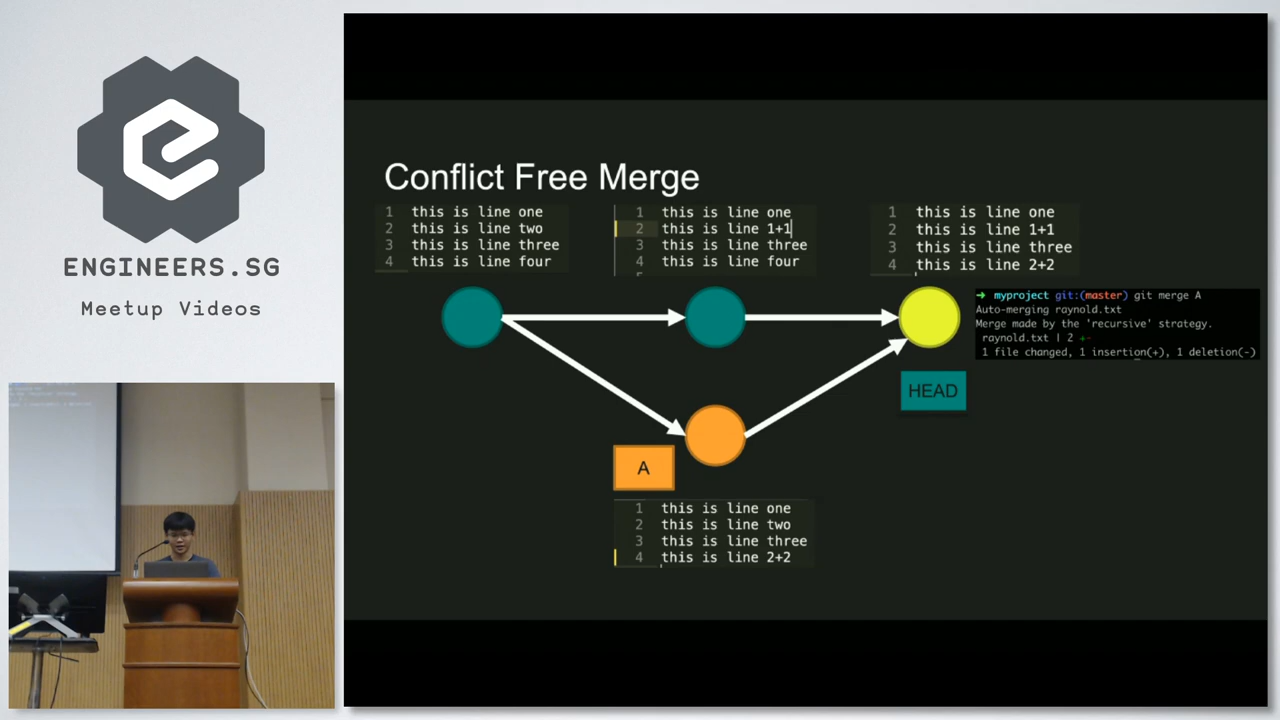 ENGINEERS.SG
Meetup Videos
Conflict Free Merge
1 this is line one
2 this is line two
3 this is line three
4 this is line four
1 this is line one
2 this is line 1+1
3 this is line three
4 this is line four
1 this is line one
2 this is line 1+1
3 this is line three
4 this is line 2+2
➜ myproject git:(master) git merge A
Auto-merging raynold.txt
Merge made by the 'recursive' strategy.
raynold.txt | 2 +-
1 file changed, 1 insertion(+), 1 deletion(-)
HEAD
A
1 this is line one
2 this is line two
3 this is line three
4 this is line 2+2